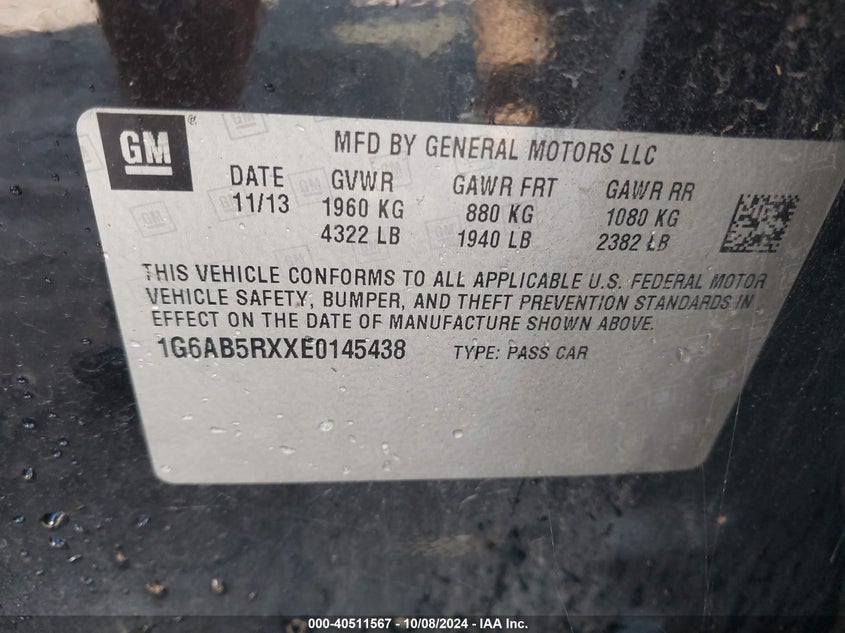 GM
MFD BY GENERAL MOTORS LLC
DATE GVWR GAWR FRT GAWR RR
11/13 1960 KG 880 KG 1080 KG
4322 LB 1940 LB 2382 LB
THIS VEHICLE CONFORMS TO ALL APPLICABLE U.S. FEDERAL MOTOR
VEHICLE SAFETY, BUMPER, AND THEFT PREVENTION STANDARDS IN
EFFECT ON THE DATE OF MANUFACTURE SHOWN ABOVE.
1G6AB5RXXE0145438 TYPE: PASS CAR
000-40511567 - 10/08/2024 - IAA Inc.